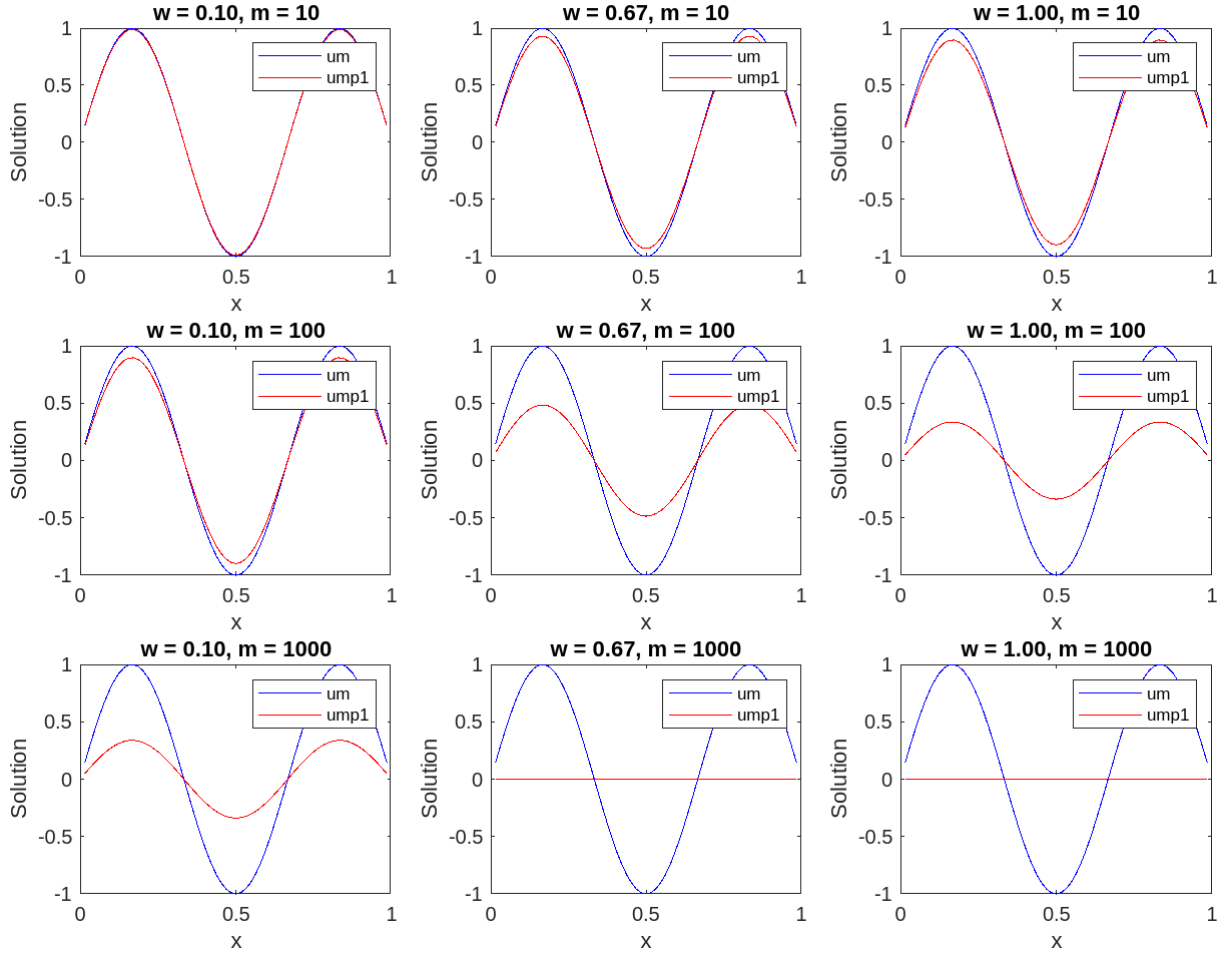 w = 0.10, m = 10
1
0.5
0
-0.5
-1
Solution
0
0.5
1
x
um
ump1
w = 0.67, m = 10
1
0.5
0
-0.5
-1
Solution
0
0.5
1
x
um
ump1
w = 1.00, m = 10
1
0.5
0
-0.5
-1
Solution
0
0.5
1
x
um
ump1
w = 0.10, m = 100
1
0.5
0
-0.5
-1
Solution
0
0.5
1
x
um
ump1
w = 0.67, m = 100
1
0.5
0
-0.5
-1
Solution
0
0.5
1
x
um
ump1
w = 1.00, m = 100
1
0.5
0
-0.5
-1
Solution
0
0.5
1
x
um
ump1
w = 0.10, m = 1000
1
0.5
0
-0.5
-1
Solution
0
0.5
1
x
um
ump1
w = 0.67, m = 1000
1
0.5
0
-0.5
-1
Solution
0
0.5
1
x
um
ump1
w = 1.00, m = 1000
1
0.5
0
-0.5
-1
Solution
0
0.5
1
x
um
ump1